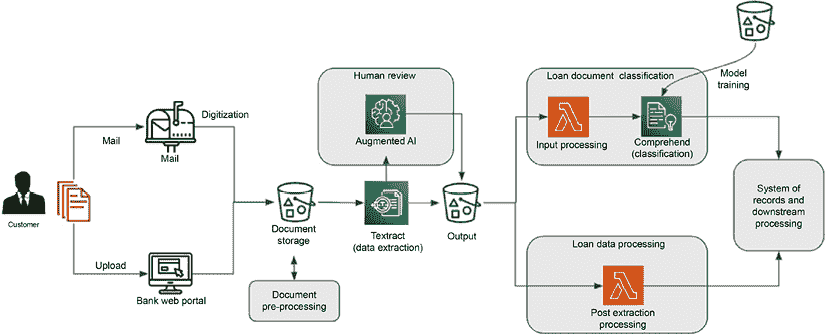 Customer
Mail
Mail
Digitization
Upload
Bank web portal
Document
storage
Document
pre-processing
Human review
Augmented AI
Textract
(data extraction)
Output
Loan document classification
Input processing
Comprehend
(classification)
Model
training
Loan data processing
Post extraction
processing
System of
records and
downstream
processing